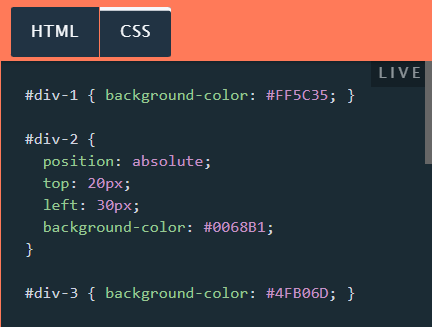 HTML CSS
LIVE
#div-1 { background-color: #FF5C35; }
#div-2 {
position: absolute;
top: 20px;
left: 30px;
background-color: #0068B1;
}
#div-3 { background-color: #4FB06D; }